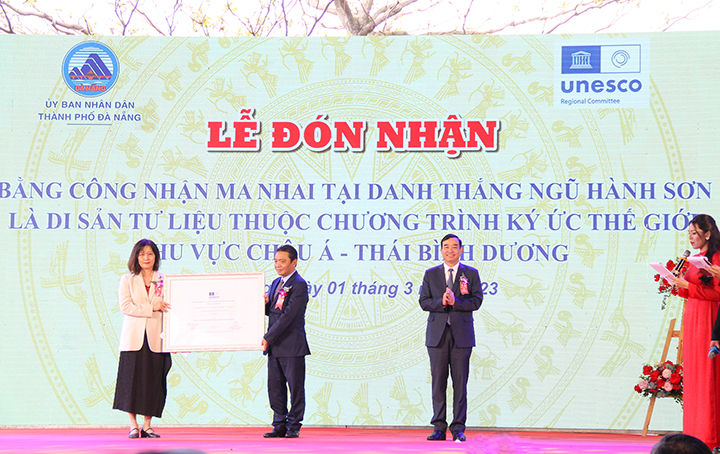 ĐÀ NẴNG
ỦY BAN NHÂN DÂN
THÀNH PHỐ ĐÀ NẴNG
unesco
Regional Committee
LỄ ĐÓN NHẬN
BẰNG CÔNG NHẬN MA NHAI TẠI DANH THẮNG NGŨ HÀNH SƠN
LÀ DI SẢN TƯ LIỆU THUỘC CHƯƠNG TRÌNH KÝ ỨC THẾ GIỚI
VỰC CHÂU Á - THÁI BÌNH DƯƠNG
01 tháng 3 23